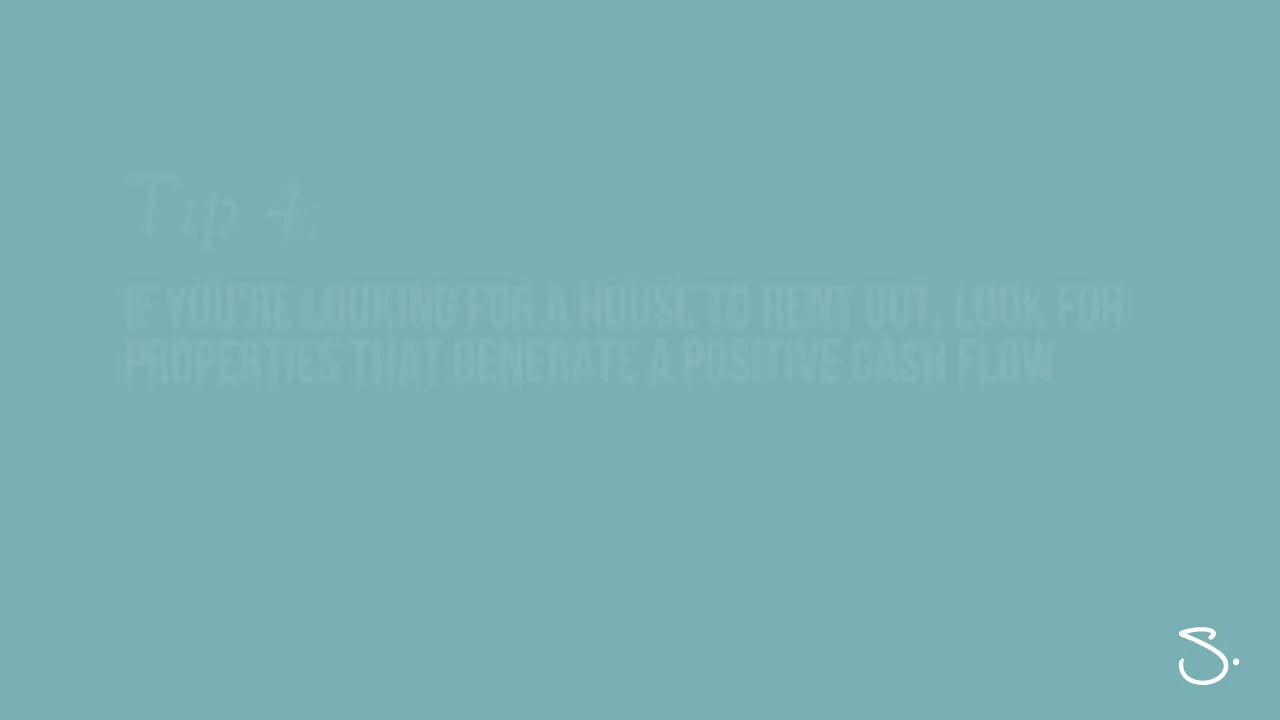 Tip 4:
IF YOU'RE LOOKING FOR A HOUSE TO RENT OUT, LOOK FOR
PROPERTIES THAT GENERATE A POSITIVE CASH FLOW
S.